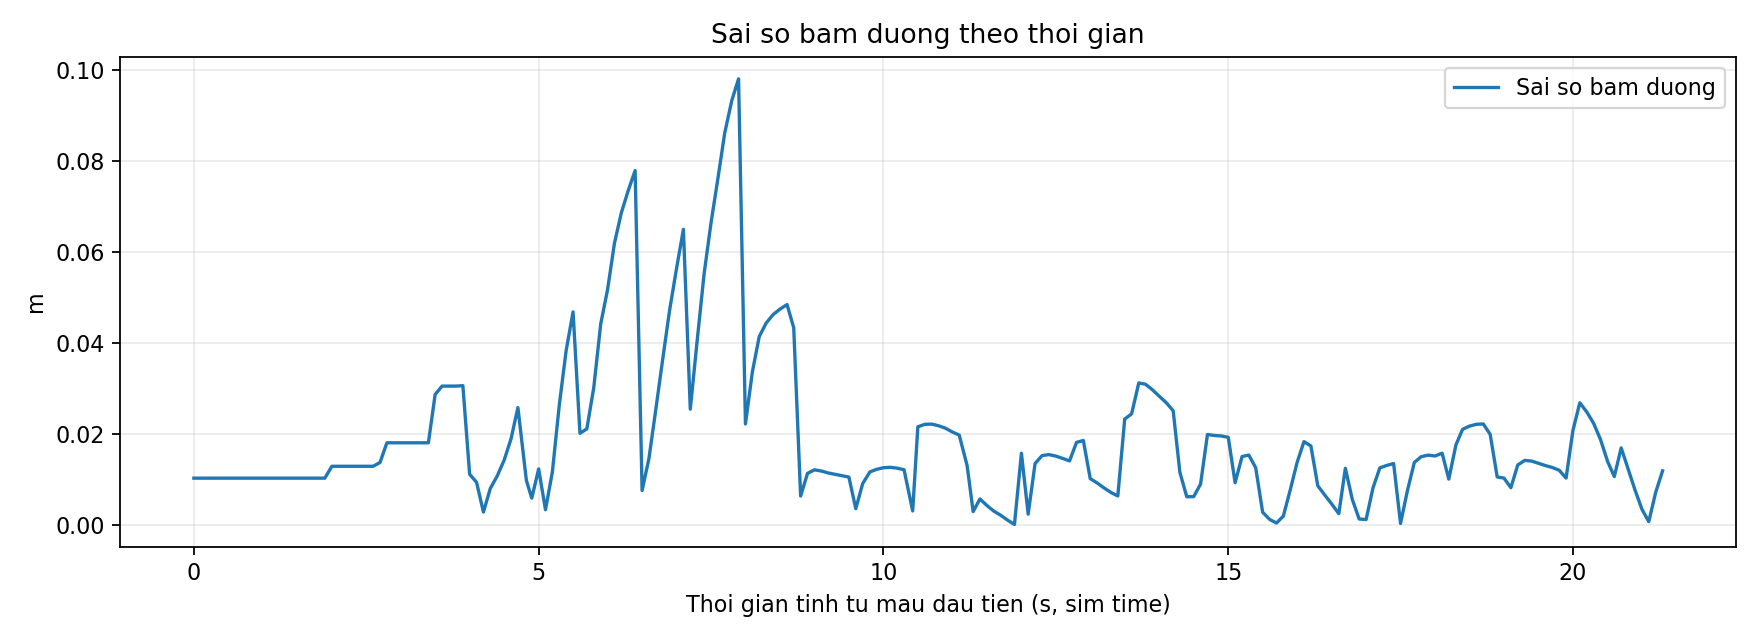 Sai so bam duong theo thoi gian
Sai so bam duong
0.10
0.08
0.06
0.04
0.02
0.00
m
0 5 10 15 20
Thoi gian tinh tu mau dau tien (s, sim time)